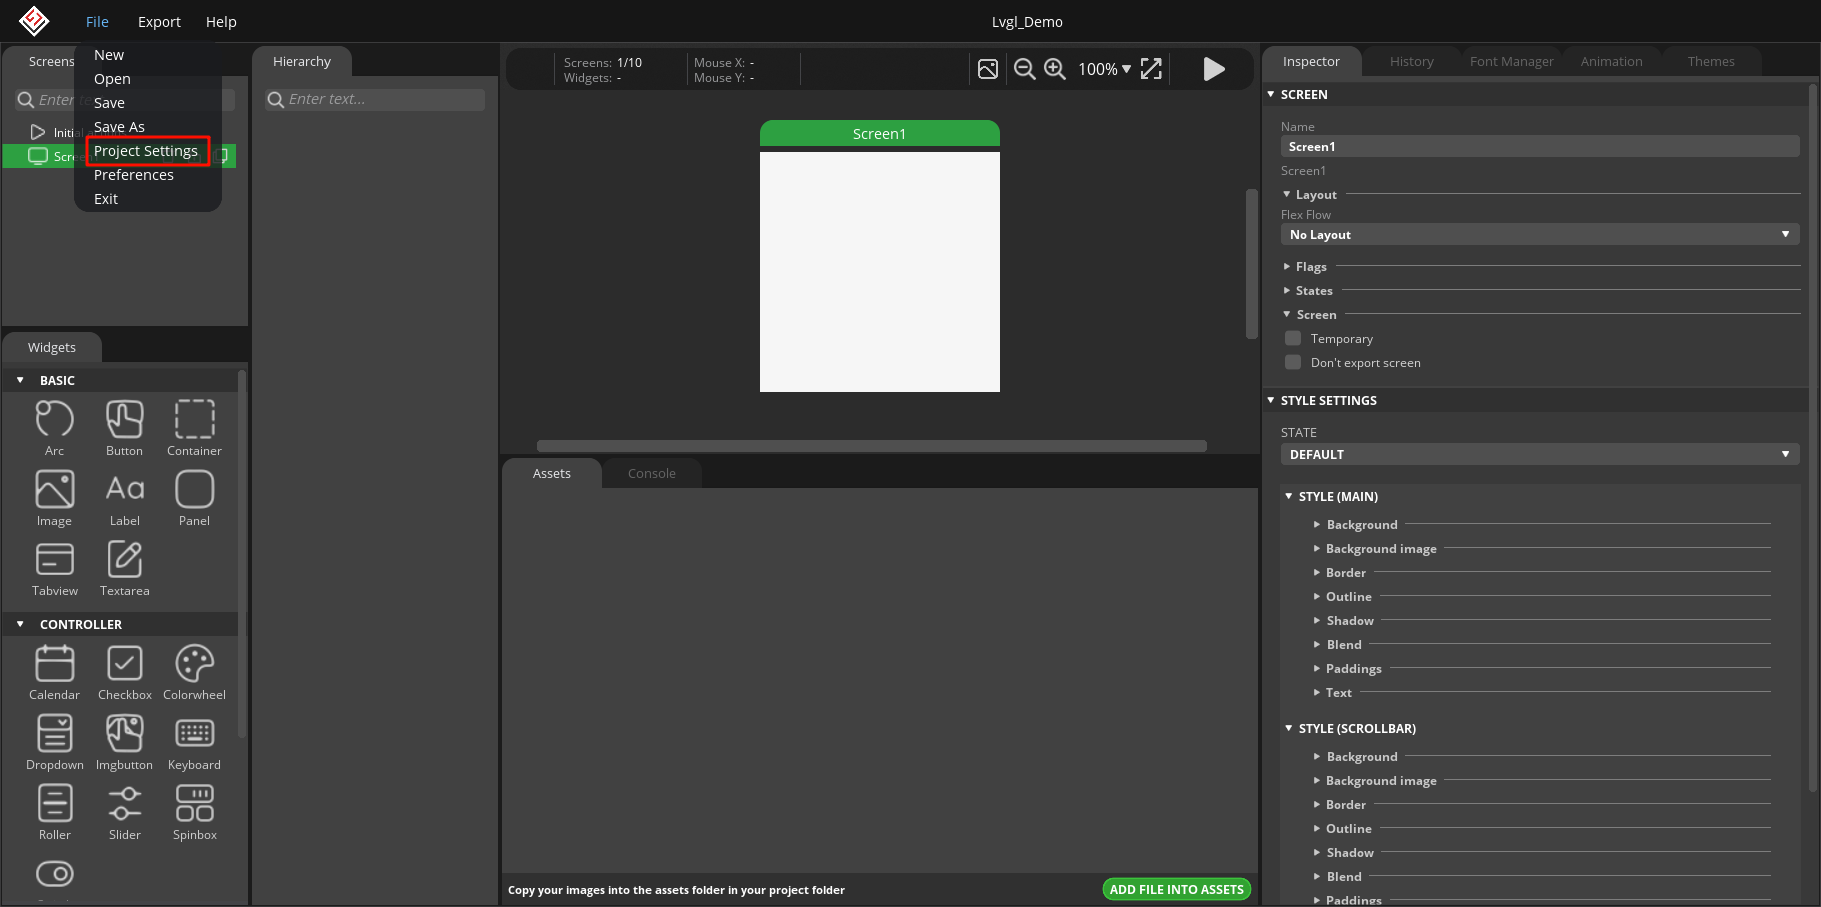 File Export Help
Lvgl_Demo
New
Open
Save
Save As
Project Settings
Preferences
Exit
Screens
Enter te
Initial
Scre
Hierarchy
Enter text...
Screens: 1/10
Widgets: -
Mouse X: -
Mouse Y: -
100%
Screen1
Widgets
BASIC
Arc Button Container
Image Label Panel
Tabview Textarea
CONTROLLER
Calendar Checkbox Colorwheel
Dropdown Imgbutton Keyboard
Roller Slider Spinbox
Assets Console
Copy your images into the assets folder in your project folder
ADD FILE INTO ASSETS
Inspector History Font Manager Animation Themes
SCREEN
Name
Screen1
Screen1
Layout
Flex Flow
No Layout
Flags
States
Screen
Temporary
Don't export screen
STYLE SETTINGS
STATE
DEFAULT
STYLE (MAIN)
Background
Background image
Border
Outline
Shadow
Blend
Paddings
Text
STYLE (SCROLLBAR)
Background
Background image
Border
Outline
Shadow
Blend
Paddings